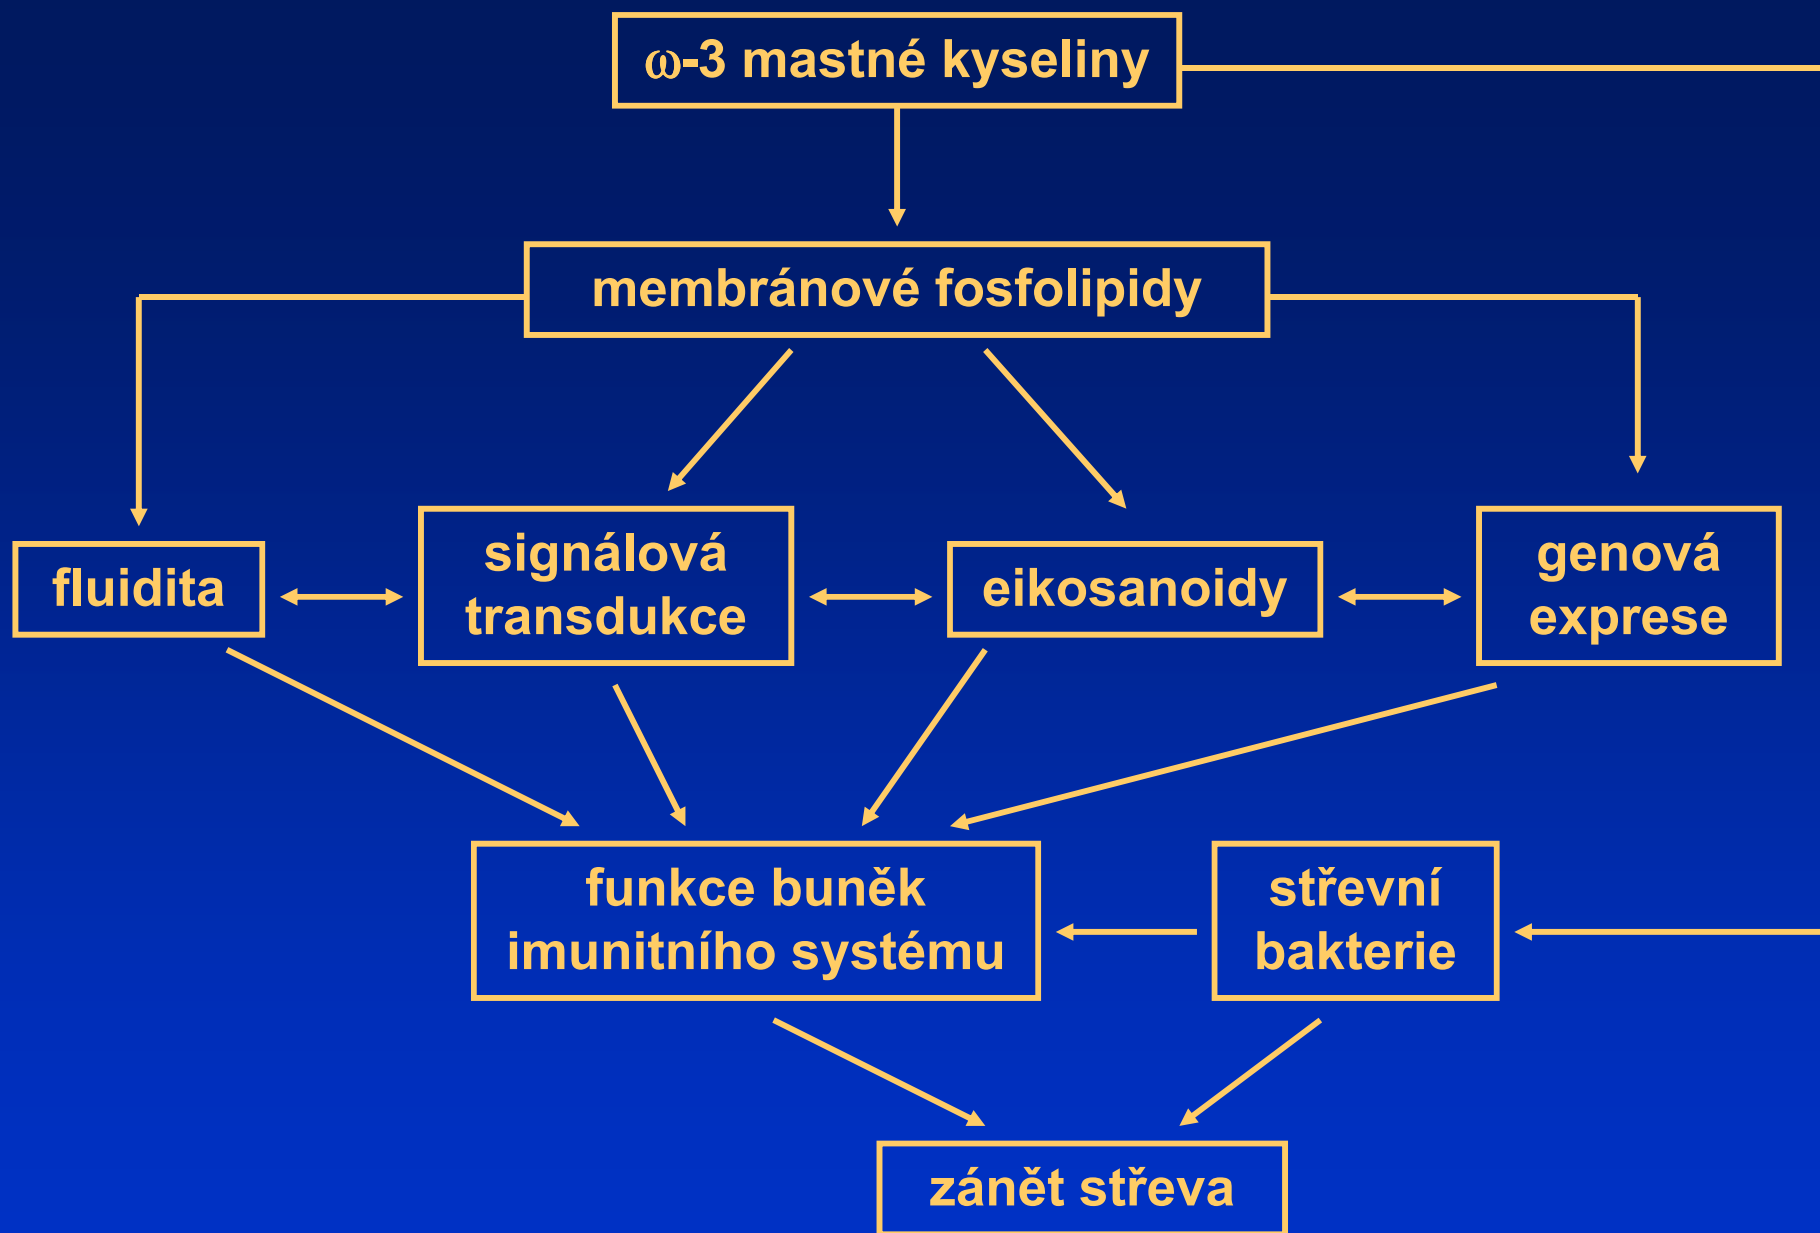 ω-3 mastné kyseliny
membránové fosfolipidy
fluidita
signálová
transdukce
eikosanoidy
genová
exprese
funkce buněk
imunitního systému
střevní
bakterie
zánět střeva